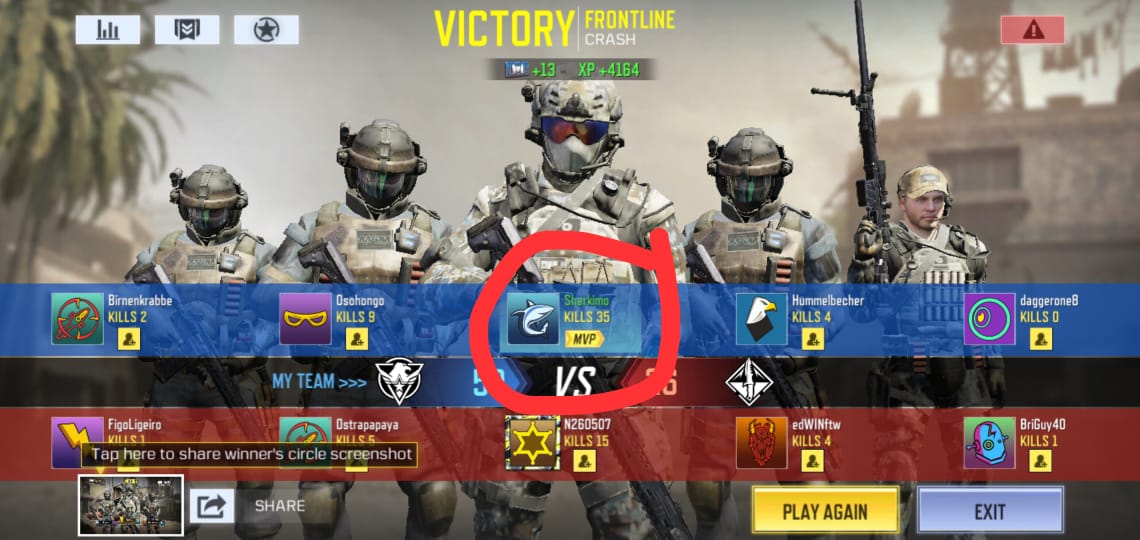 VICTORY
FRONTLINE
CRASH
+13 XP +4164
Birnenkrabbe
KILLS 2
Osohongo
KILLS 9
Sharkimo
KILLS 35
MVP
Hummelbecher
KILLS 4
daggerone8
KILLS 0
MY TEAM >>>
VS
FigoLigeiro
KILLS 1
Ostrapapaya
KILLS 5
N260507
KILLS 15
edWINftw
KILLS 4
BriGuy40
KILLS 1
Tap here to share winner's circle screenshot
SHARE
PLAY AGAIN
EXIT